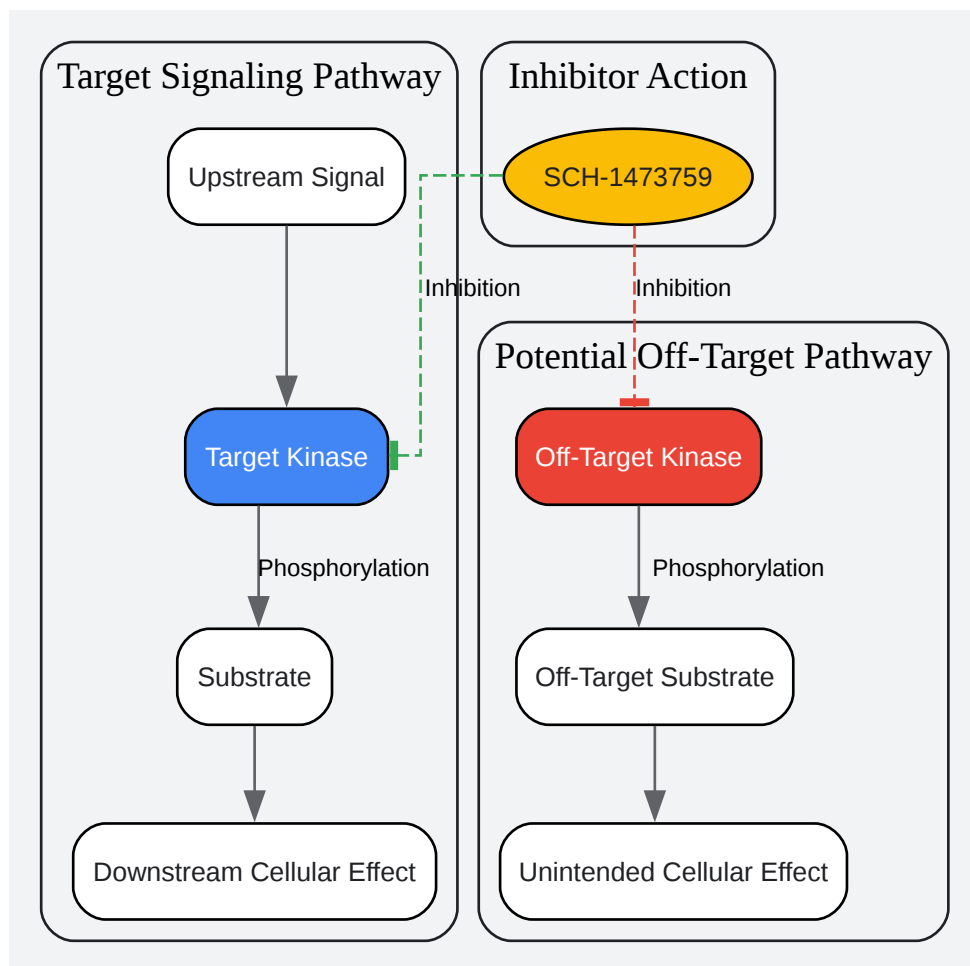 Target Signaling Pathway
Inhibitor Action
Upstream Signal
SCH-1473759
Inhibition
Inhibition
Potential Off-Target Pathway
Target Kinase
Off-Target Kinase
Phosphorylation
Phosphorylation
Substrate
Off-Target Substrate
Downstream Cellular Effect
Unintended Cellular Effect